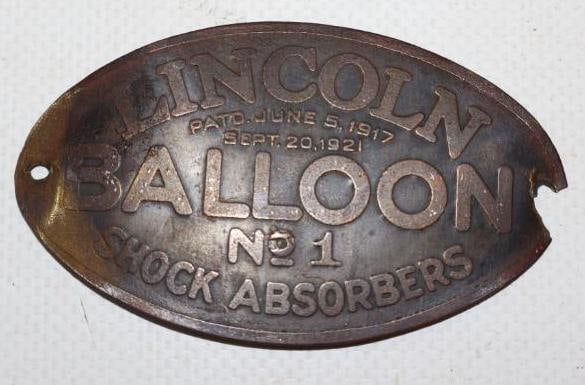 LINCOLN
PATD. JUNE 5, 1917
SEPT. 20, 1921
BALLOON
No 1
SHOCK ABSORBERS